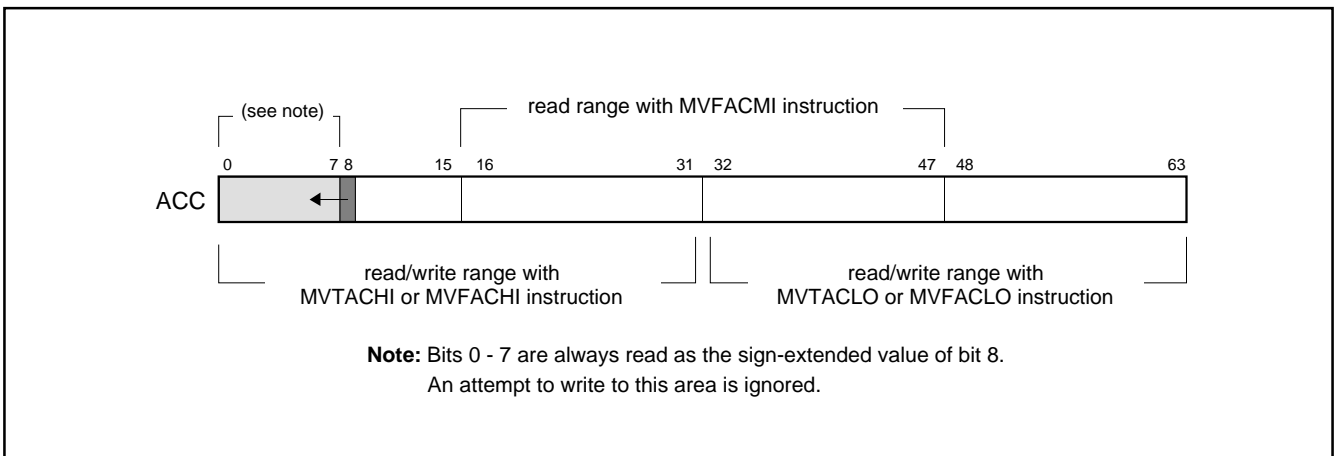 (see note)
read range with MVFACMI instruction
0 7 8 15 16 31 32 47 48 63
ACC
read/write range with
MVTACHI or MVFACHI instruction
read/write range with
MVTACLO or MVFACLO instruction
Note: Bits 0 - 7 are always read as the sign-extended value of bit 8.
An attempt to write to this area is ignored.